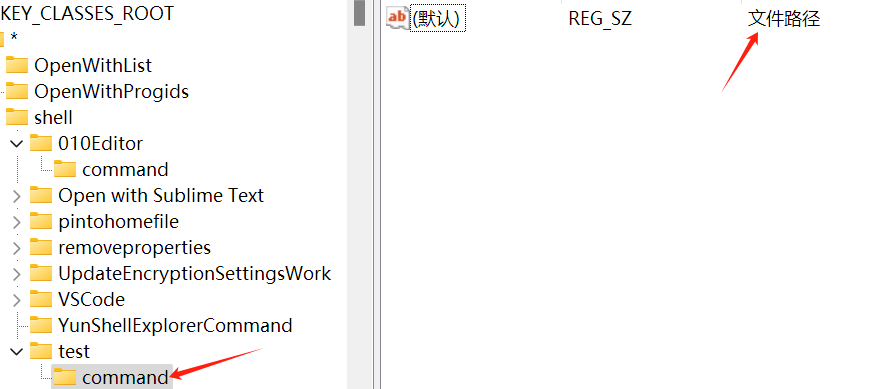 KEY_CLASSES_ROOT
*
OpenWithList
OpenWithProgids
shell
010Editor
command
Open with Sublime Text
pintohomefile
removeproperties
UpdateEncryptionSettingsWork
VSCode
YunShellExplorerCommand
test
command
ab (默认) REG_SZ 文件路径